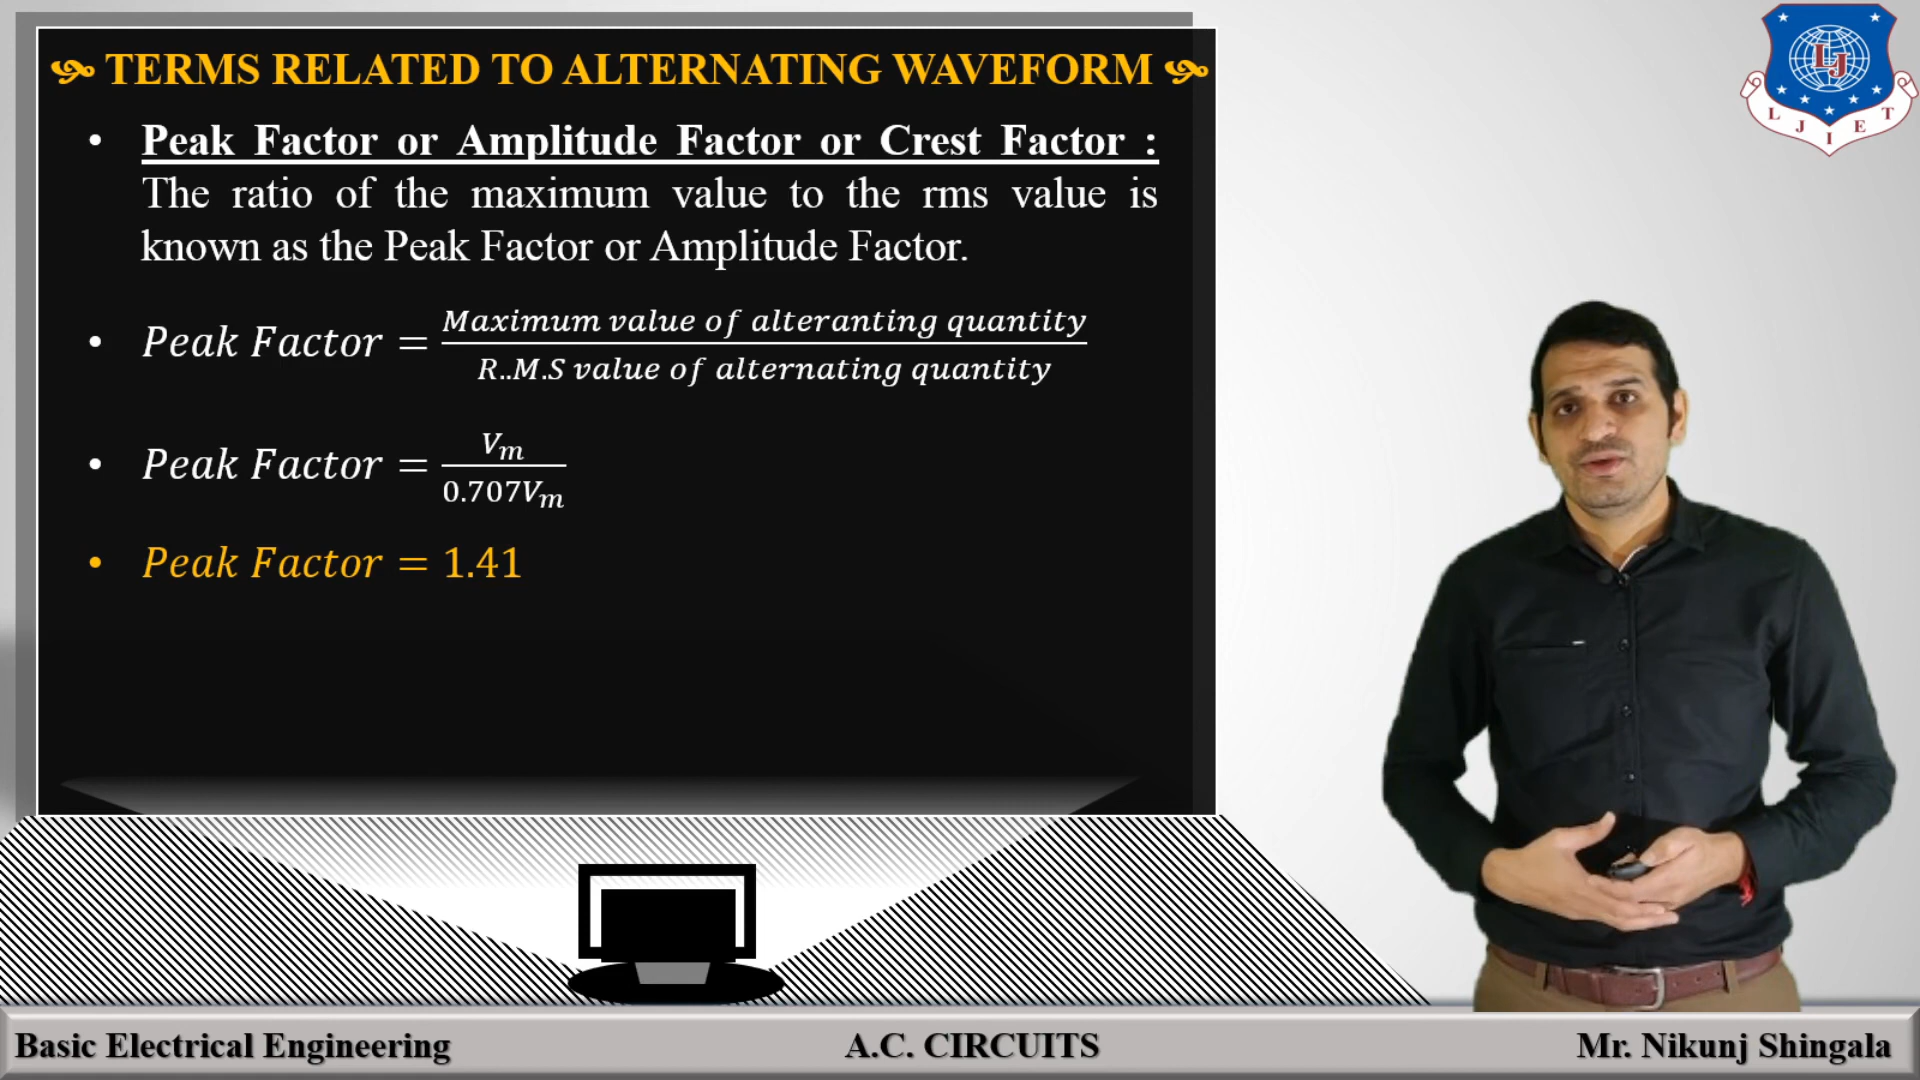 TERMS RELATED TO ALTERNATING WAVEFORM
• Peak Factor or Amplitude Factor or Crest Factor :
The ratio of the maximum value to the rms value is
known as the Peak Factor or Amplitude Factor.
• Peak Factor = Maximum value of alteranting quantity / R..M.S value of alternating quantity
• Peak Factor = Vm / 0.707Vm
• Peak Factor = 1.41
LJ
L J I E T
Basic Electrical Engineering
A.C. CIRCUITS
Mr. Nikunj Shingala